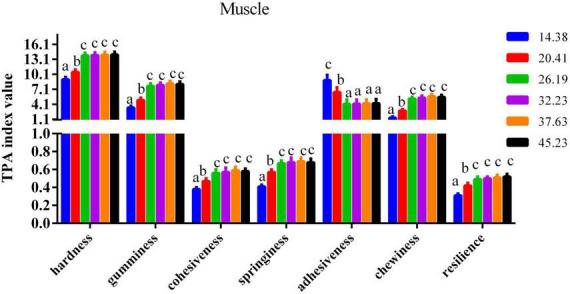 Muscle
TPA index value
16.1
13.1
10.1
7.1
4.1
1.1
1.0
0.8
0.6
0.4
0.2
0.0
a b c c c c
a b c c c c
a b c c c c
a b c c c c
c b a a a a
a b c c c c
a b c c c c
hardness
gumminess
cohesiveness
springiness
adhesiveness
chewiness
resilience
14.38
20.41
26.19
32.23
37.63
45.23